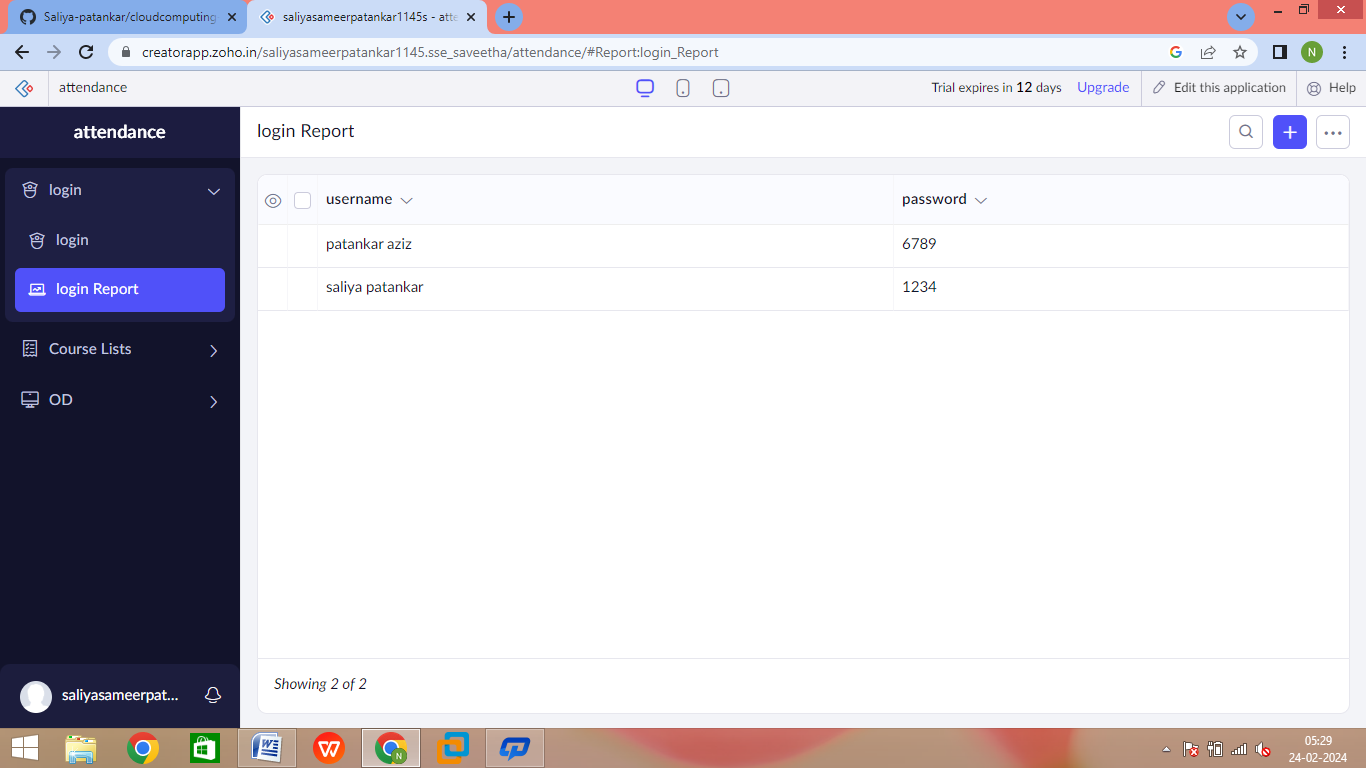 Saliya-patankar/cloudcomputing
saliyasameerpatankar1145s - atte
creatorapp.zoho.in/saliyasameerpatankar1145.sse_saveetha/attendance/#Report:login_Report
N
attendance
Trial expires in 12 days
Upgrade
Edit this application
Help
attendance
login Report
login
login
login Report
Course Lists
OD
username
password
patankar aziz
6789
saliya patankar
1234
Showing 2 of 2
saliyasameerpat...
05:29
24-02-2024